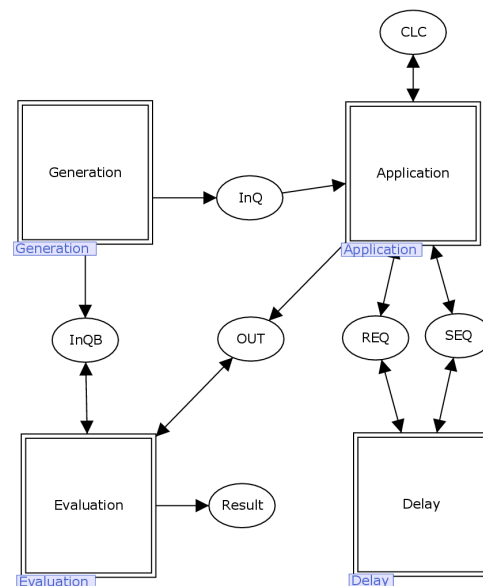 CLC
Generation
Application
InQ
Generation
Application
InQB
OUT
REQ
SEQ
Evaluation
Result
Delay
Evaluation
Delay